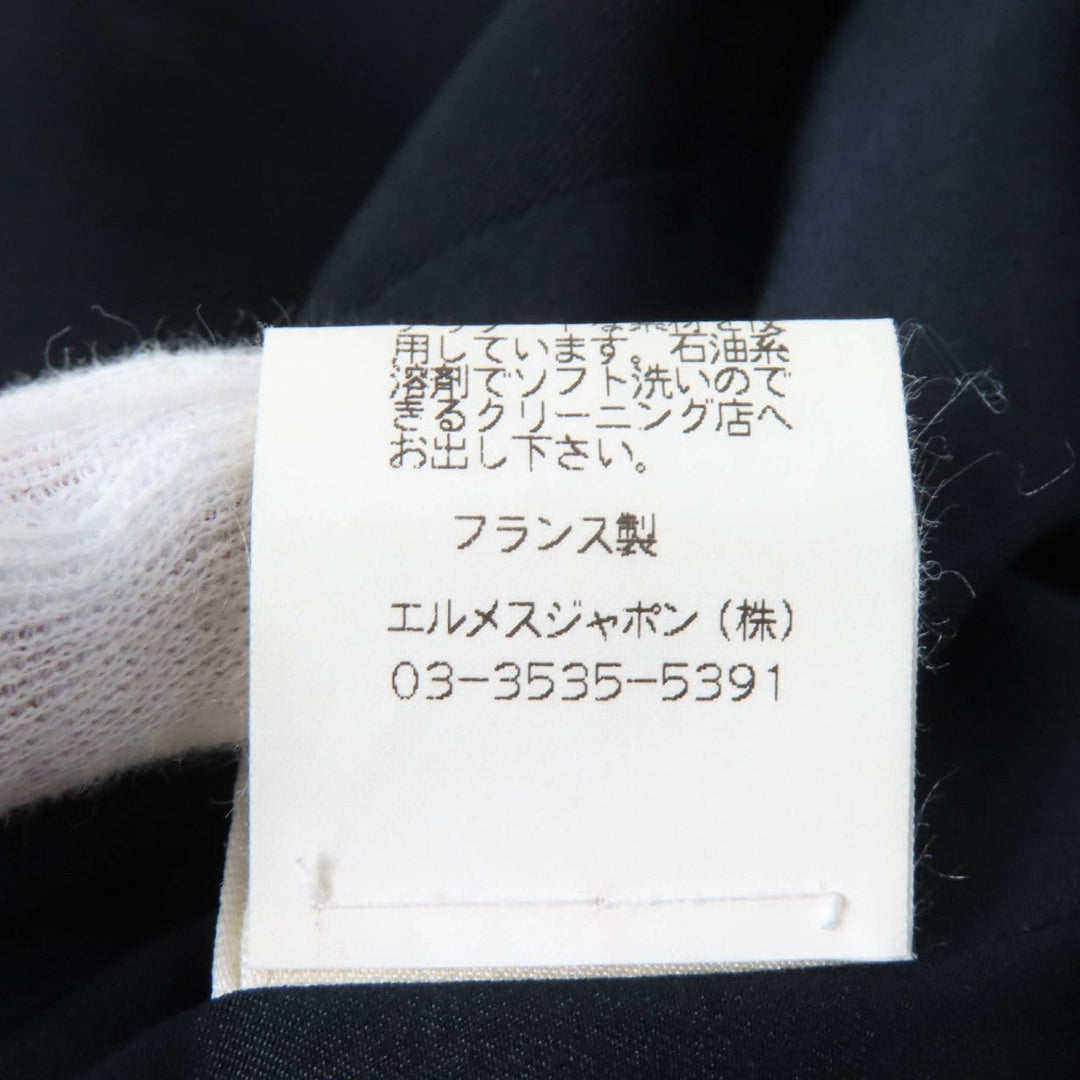 用しています。石油系
溶剤でソフト洗いので
きるクリーニング店へ
お出し下さい。
フランス製
エルメスジャポン(株)
03-3535-5391